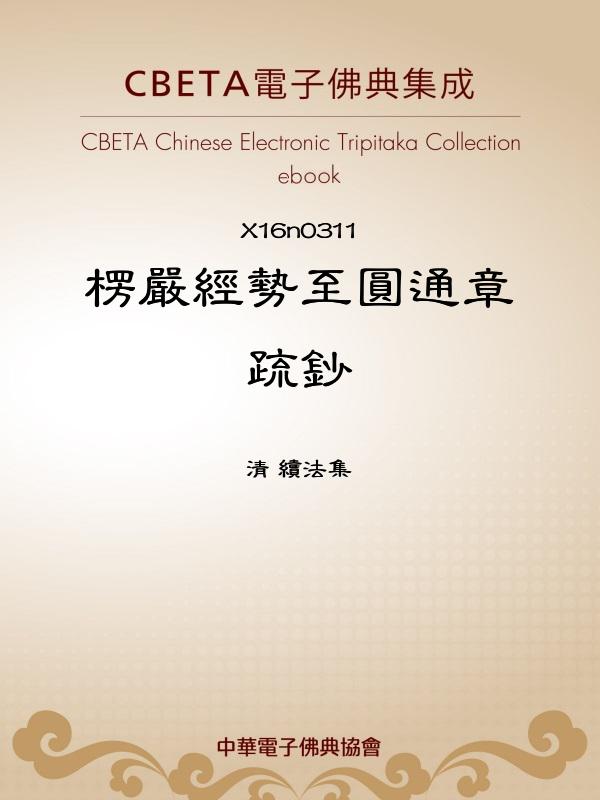 CBETA電子佛典集成
CBETA Chinese Electronic Tripitaka Collection
ebook
X16n0311
楞嚴經勢至圓通章
疏鈔
清 續法集
中華電子佛典協會